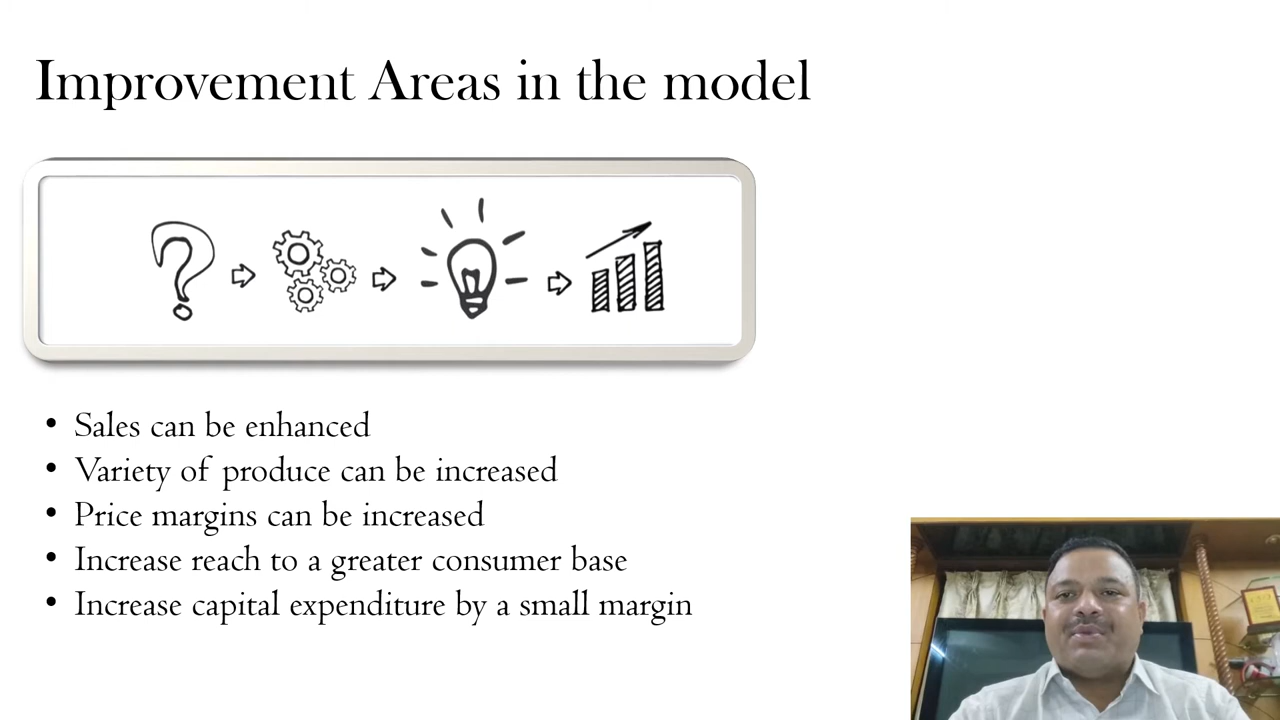 Improvement Areas in the model
• Sales can be enhanced
• Variety of produce can be increased
• Price margins can be increased
• Increase reach to a greater consumer base
• Increase capital expenditure by a small margin